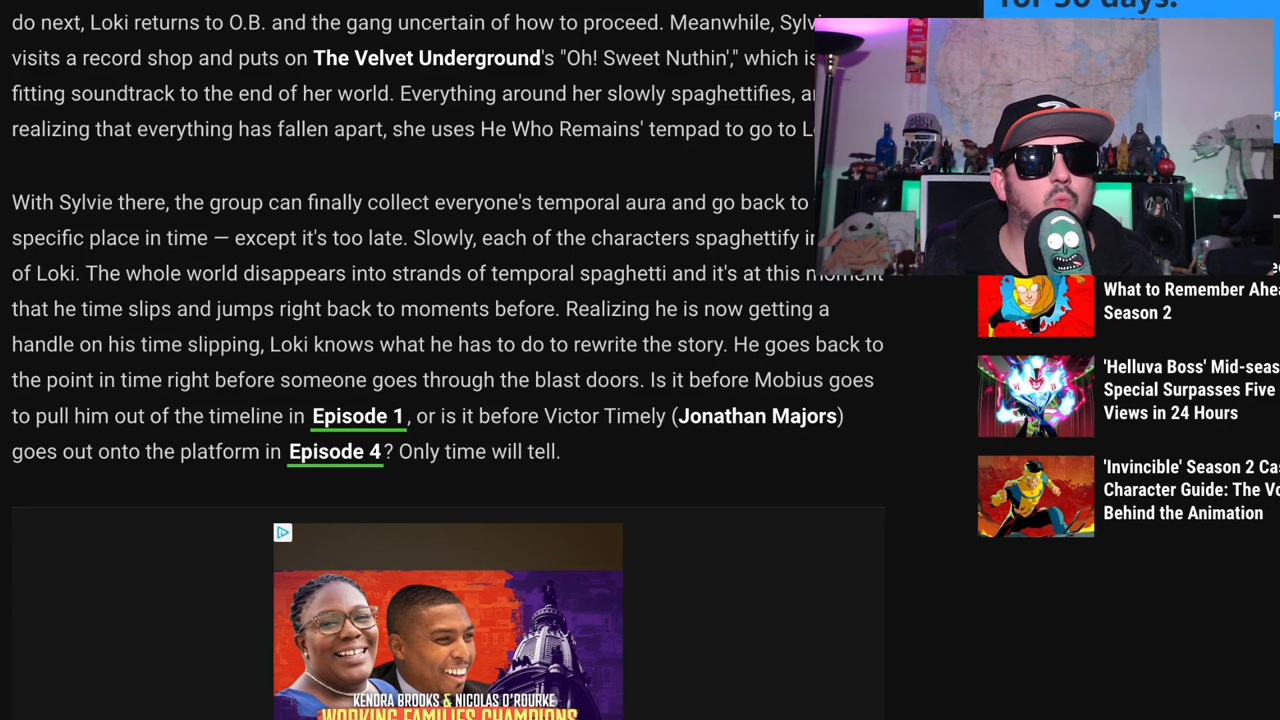 for 30 days.
do next, Loki returns to O.B. and the gang uncertain of how to proceed. Meanwhile,
visits a record shop and puts on The Velvet Underground's "Oh! Sweet Nuthin'," which
fitting soundtrack to the end of her world. Everything around her slowly spaghettifies,
realizing that everything has fallen apart, she uses He Who Remains' tempad to go to
With Sylvie there, the group can finally collect everyone's temporal aura and go back to
specific place in time — except it's too late. Slowly, each of the characters spaghettify
of Loki. The whole world disappears into strands of temporal spaghetti and it's at this moment
that he time slips and jumps right back to moments before. Realizing he is now getting a
handle on his time slipping, Loki knows what he has to do to rewrite the story. He goes back to
the point in time right before someone goes through the blast doors. Is it before Mobius goes
to pull him out of the timeline in Episode 1, or is it before Victor Timely (Jonathan Majors)
goes out onto the platform in Episode 4? Only time will tell.
What to Remember
Season 2
'Helluva Boss'
Special Surpasses Five
Views in 24 Hours
'Invincible' Season 2
Character Guide: The
Behind the Animation
KENDRA BROOKS & NICOLAS O'ROURKE
WORKING FAMILIES CHAMPIONS